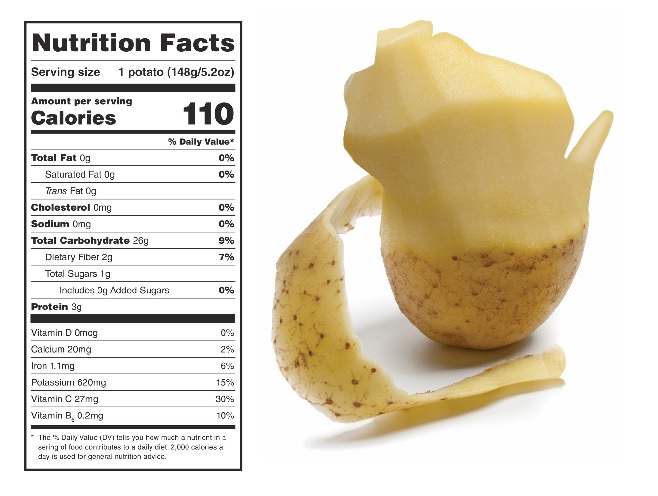 Nutrition Facts
Serving size 1 potato (148g/5.2oz)
Amount per serving
Calories 110
% Daily Value*
Total Fat 0g 0%
Saturated Fat 0g 0%
Trans Fat 0g
Cholesterol 0mg 0%
Sodium 0mg 0%
Total Carbohydrate 26g 9%
Dietary Fiber 2g 7%
Total Sugars 1g
Includes 0g Added Sugars 0%
Protein 3g
Vitamin D 0mcg 0%
Calcium 20mg 2%
Iron 1.1mg 6%
Potassium 620mg 15%
Vitamin C 27mg 30%
Vitamin B₆ 0.2mg 10%
* The % Daily Value (DV) tells you how much a nutrient in a
sering of food contributes to a daily diet. 2,000 calories a
day is used for general nutrition advice.